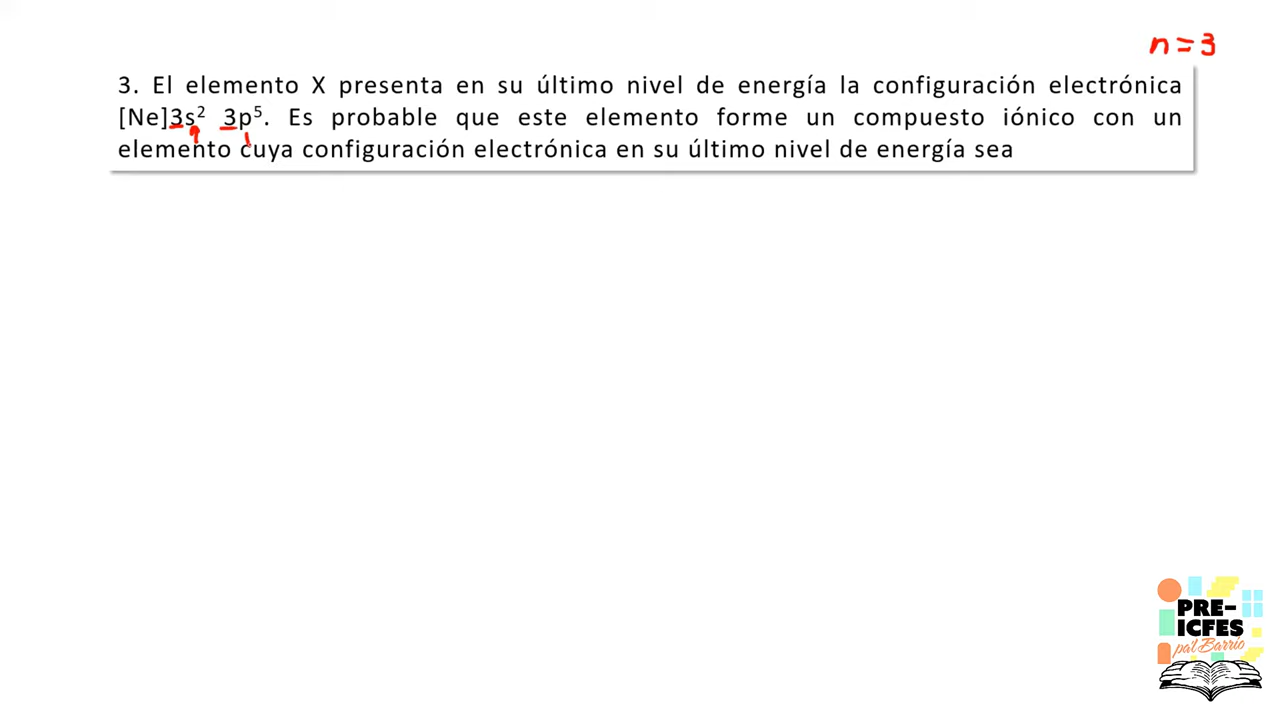 n = 3
3. El elemento X presenta en su último nivel de energía la configuración electrónica
[Ne]3s² 3p⁵. Es probable que este elemento forme un compuesto iónico con un
elemento cuya configuración electrónica en su último nivel de energía sea
PRE-
ICFES
pa'l Barrio